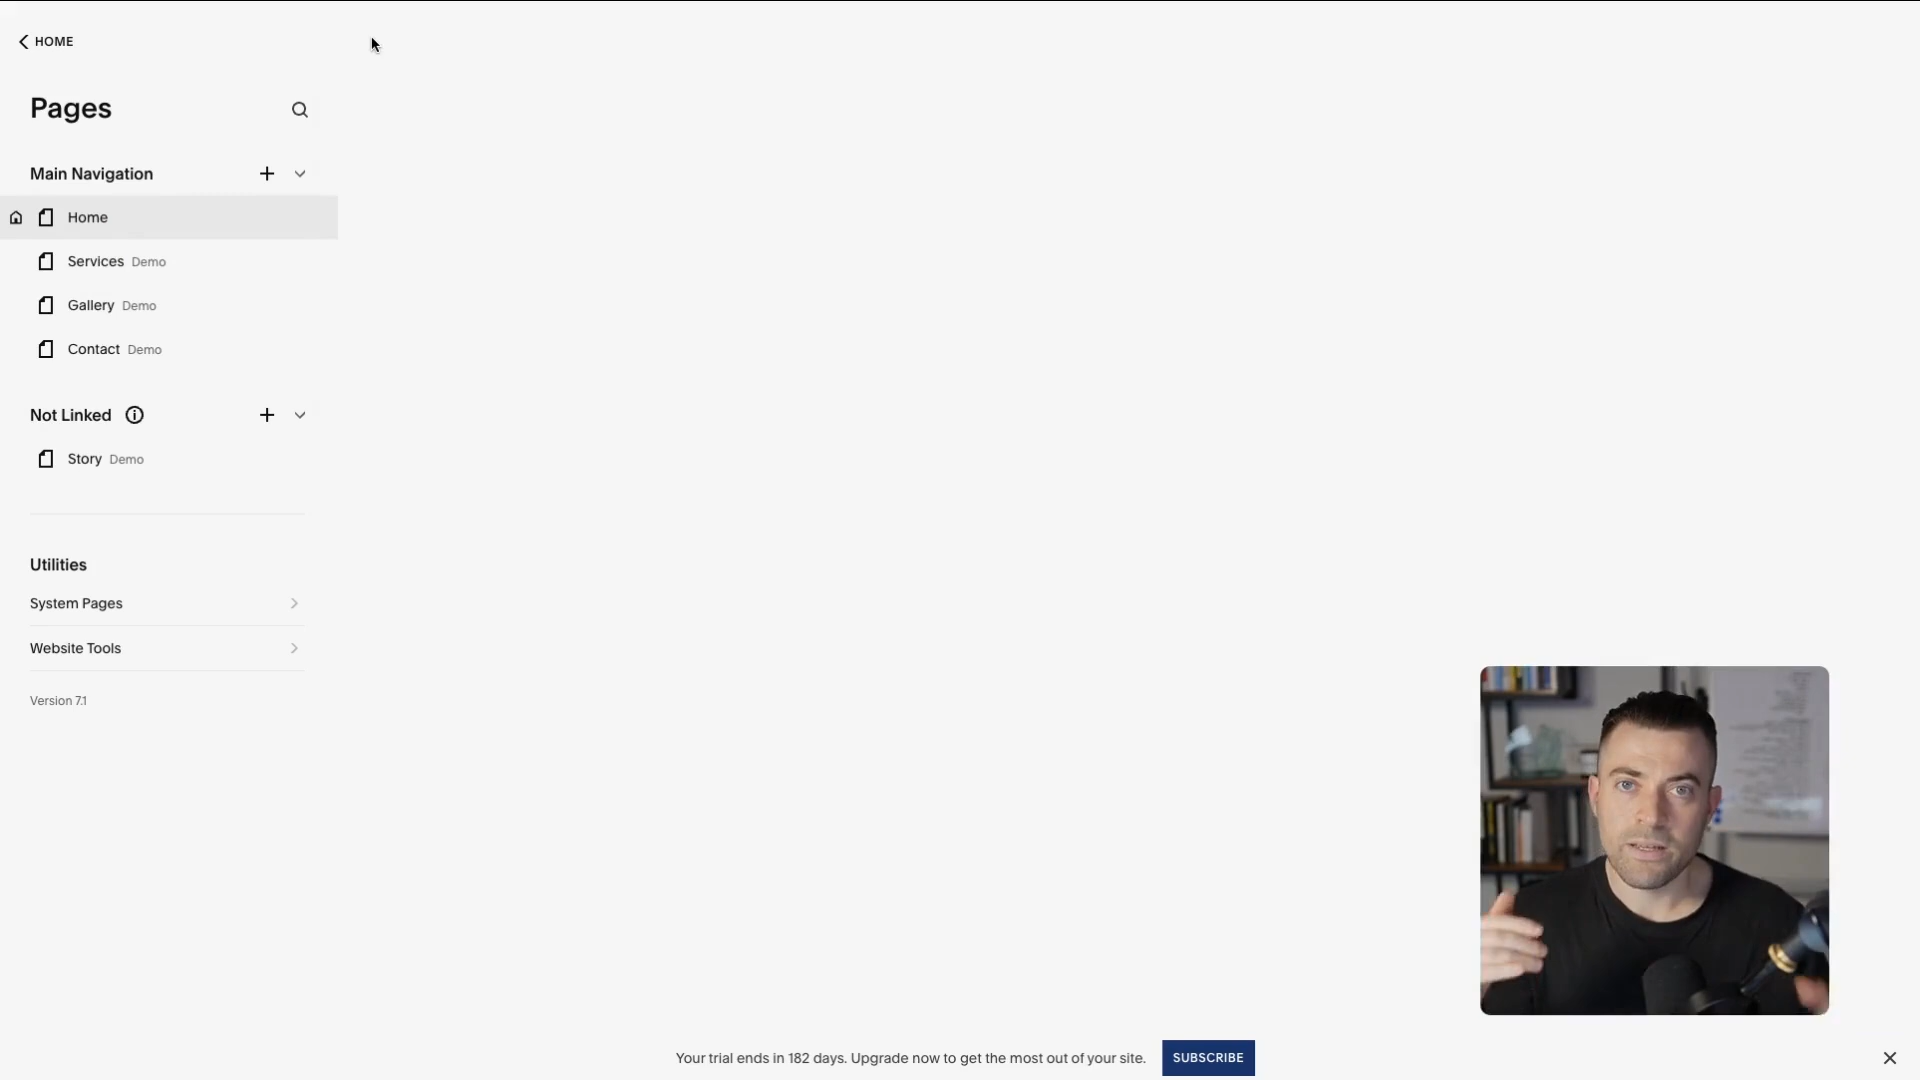 HOME
Pages
Main Navigation
Home
Services Demo
Gallery Demo
Contact Demo
Not Linked
Story Demo
Utilities
System Pages
Website Tools
Version 7.1
Your trial ends in 182 days. Upgrade now to get the most out of your site. SUBSCRIBE